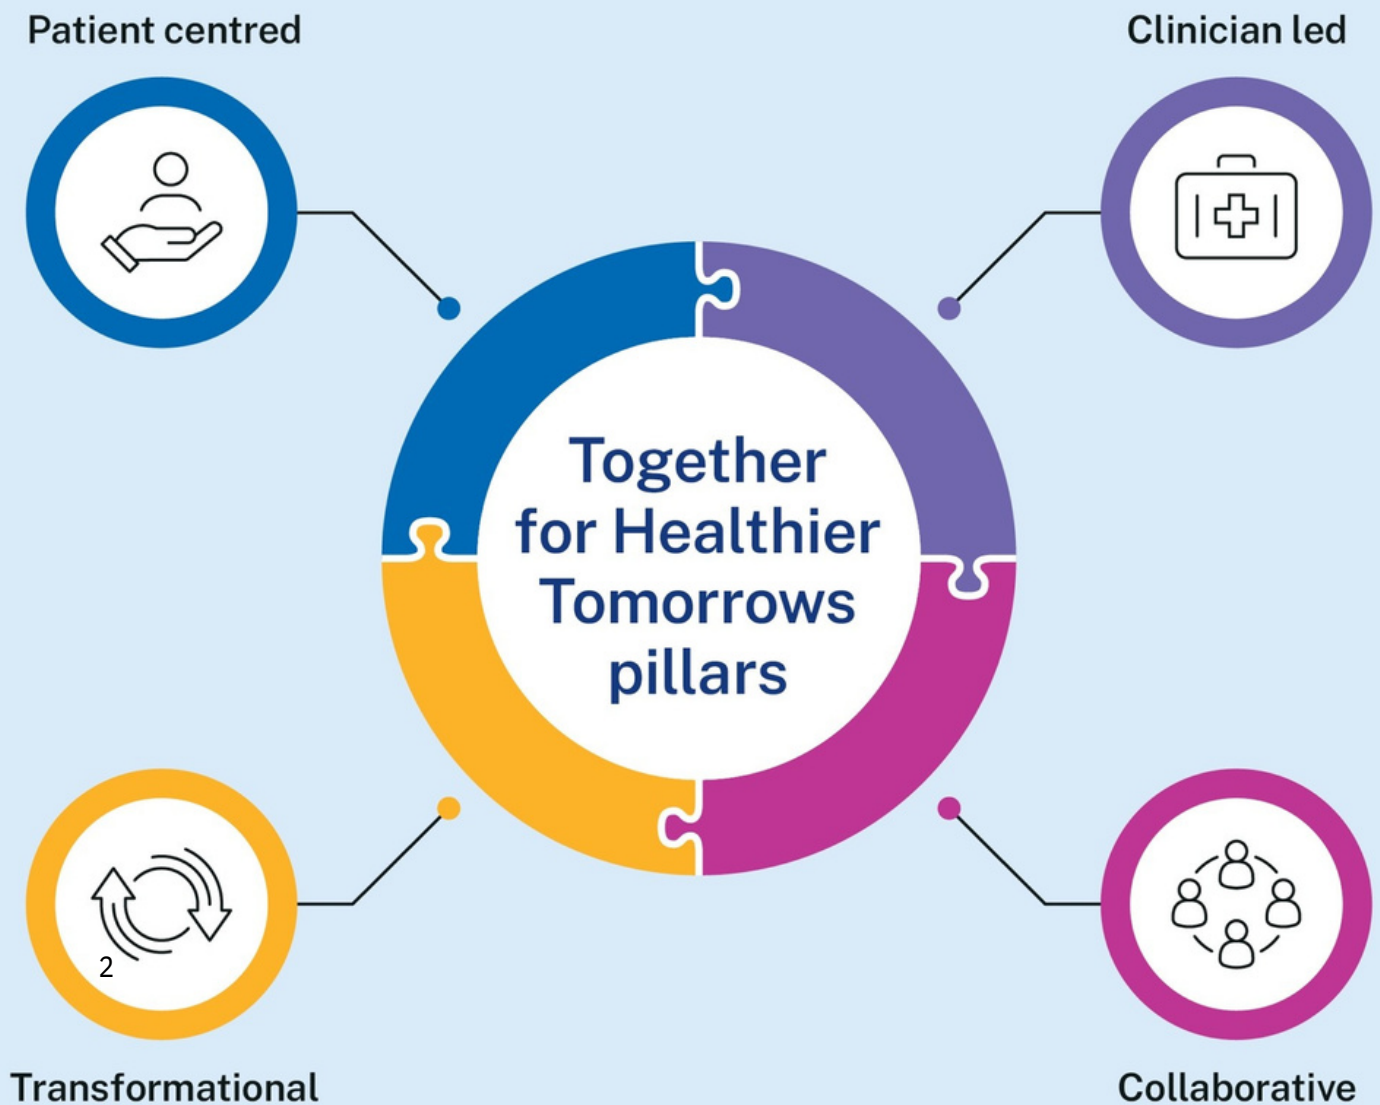 Patient centred
Clinician led
Together
for Healthier
Tomorrows
pillars
2
Transformational
Collaborative